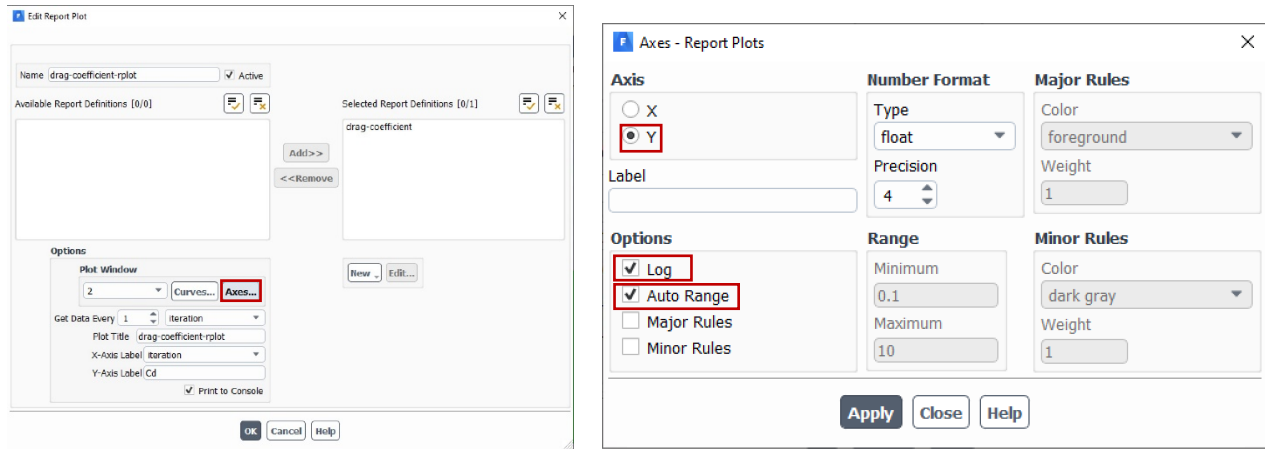 Edit Report Plot
Name drag-coefficient-rplot Active
Available Report Definitions [0/0]
Selected Report Definitions [0/1]
drag-coefficient
Add>>
<<Remove
Options
Plot Window
2 Curves... Axes...
New Edit...
Get Data Every 1 iteration
Plot Title drag-coefficient-rplot
X-Axis Label iteration
Y-Axis Label Cd
Print to Console
OK Cancel Help
Axes - Report Plots
Axis
X
Y
Label
Number Format
Type
float
Precision
4
Major Rules
Color
foreground
Weight
1
Options
Log
Auto Range
Major Rules
Minor Rules
Range
Minimum
0.1
Maximum
10
Minor Rules
Color
dark gray
Weight
1
Apply Close Help